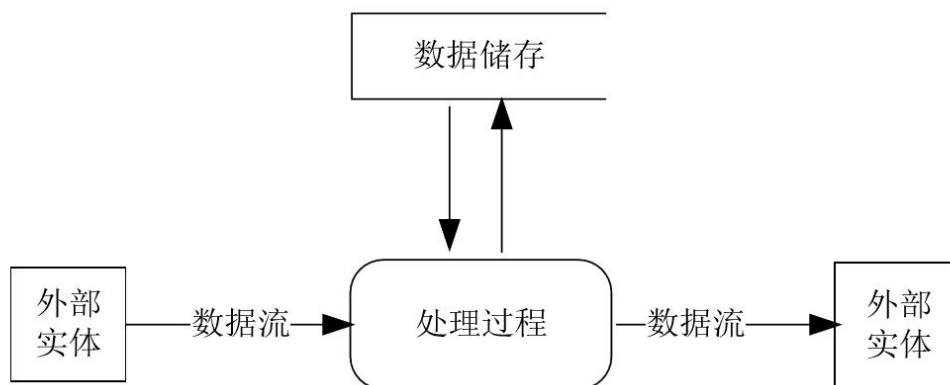 数据储存
外部
实体
数据流
处理过程
数据流
外部
实体